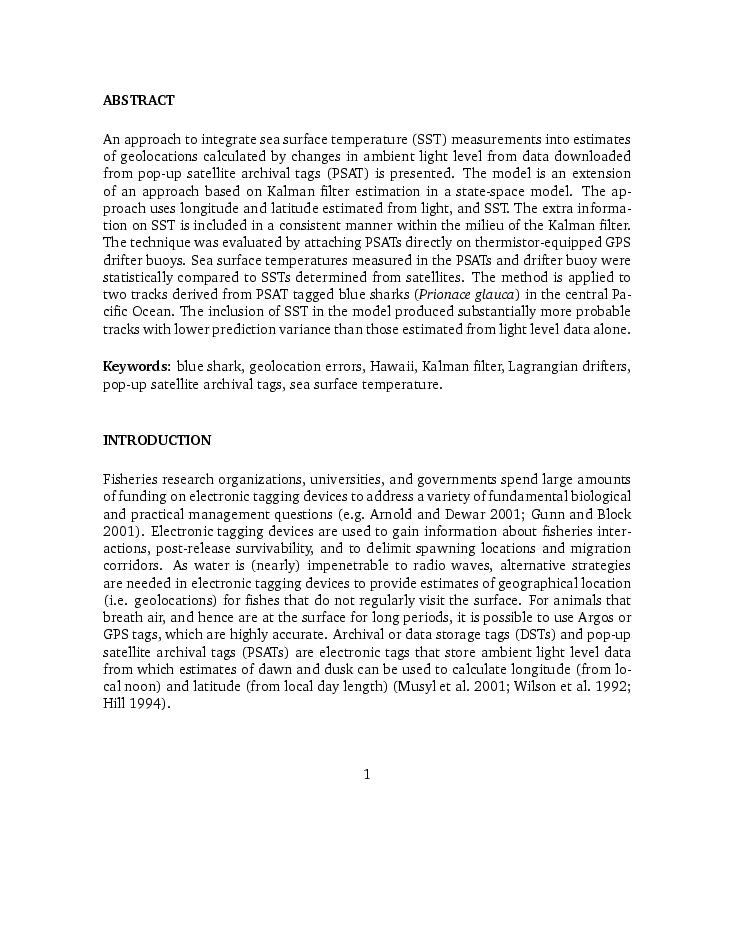 ABSTRACT
An approach to integrate sea surface temperature (SST) measurements into estimates
of geolocations calculated by changes in ambient light level from data downloaded
from pop-up satellite archival tags (PSAT) is presented. The model is an extension
of an approach based on Kalman filter estimation in a state-space model. The ap-
proach uses longitude and latitude estimated from light, and SST. The extra informa-
tion on SST is included in a consistent manner within the milieu of the Kalman filter.
The technique was evaluated by attaching PSATs directly on thermistor-equipped GPS
drifter buoys. Sea surface temperatures measured in the PSATs and drifter buoy were
statistically compared to SSTs determined from satellites. The method is applied to
two tracks derived from PSAT tagged blue sharks (Prionace glauca) in the central Pa-
cific Ocean. The inclusion of SST in the model produced substantially more probable
tracks with lower prediction variance than those estimated from light level data alone.
Keywords: blue shark, geolocation errors, Hawaii, Kalman filter, Lagrangian drifters,
pop-up satellite archival tags, sea surface temperature.
INTRODUCTION
Fisheries research organizations, universities, and governments spend large amounts
of funding on electronic tagging devices to address a variety of fundamental biological
and practical management questions (e.g. Arnold and Dewar 2001; Gunn and Block
2001). Electronic tagging devices are used to gain information about fisheries inter-
actions, post-release survivability, and to delimit spawning locations and migration
corridors. As water is (nearly) impenetrable to radio waves, alternative strategies
are needed in electronic tagging devices to provide estimates of geographical location
(i.e. geolocations) for fishes that do not regularly visit the surface. For animals that
breath air, and hence are at the surface for long periods, it is possible to use Argos or
GPS tags, which are highly accurate. Archival or data storage tags (DSTs) and pop-up
satellite archival tags (PSATs) are electronic tags that store ambient light level data
from which estimates of dawn and dusk can be used to calculate longitude (from lo-
cal noon) and latitude (from local day length) (Musyl et al. 2001; Wilson et al. 1992;
Hill 1994).
1